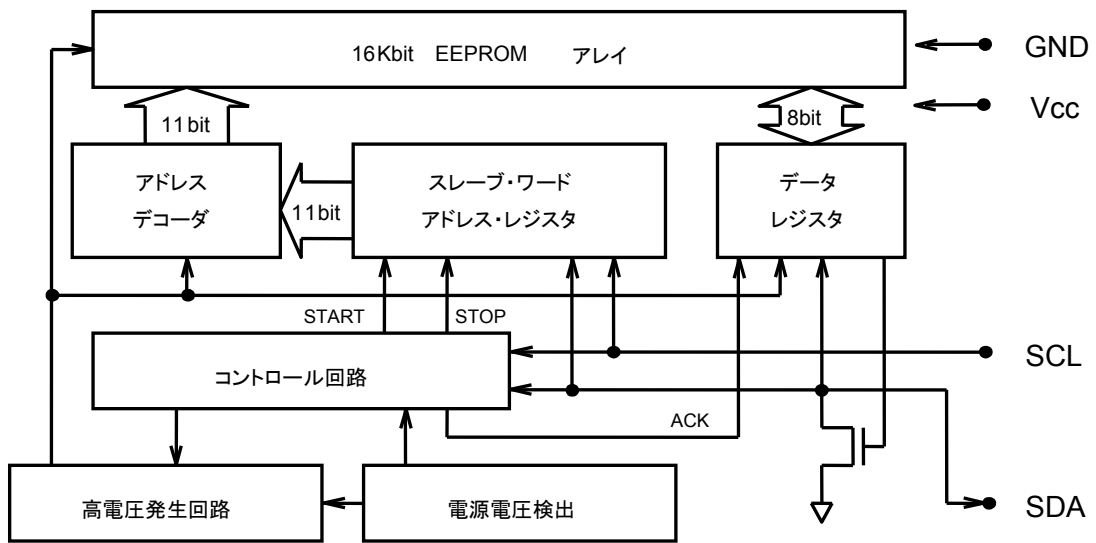 16Kbit EEPROM アレイ
GND
Vcc
11bit
8bit
アドレス
デコーダ
11bit
スレーブ・ワード
アドレス・レジスタ
データ
レジスタ
START
STOP
SCL
コントロール回路
ACK
高電圧発生回路
電源電圧検出
SDA